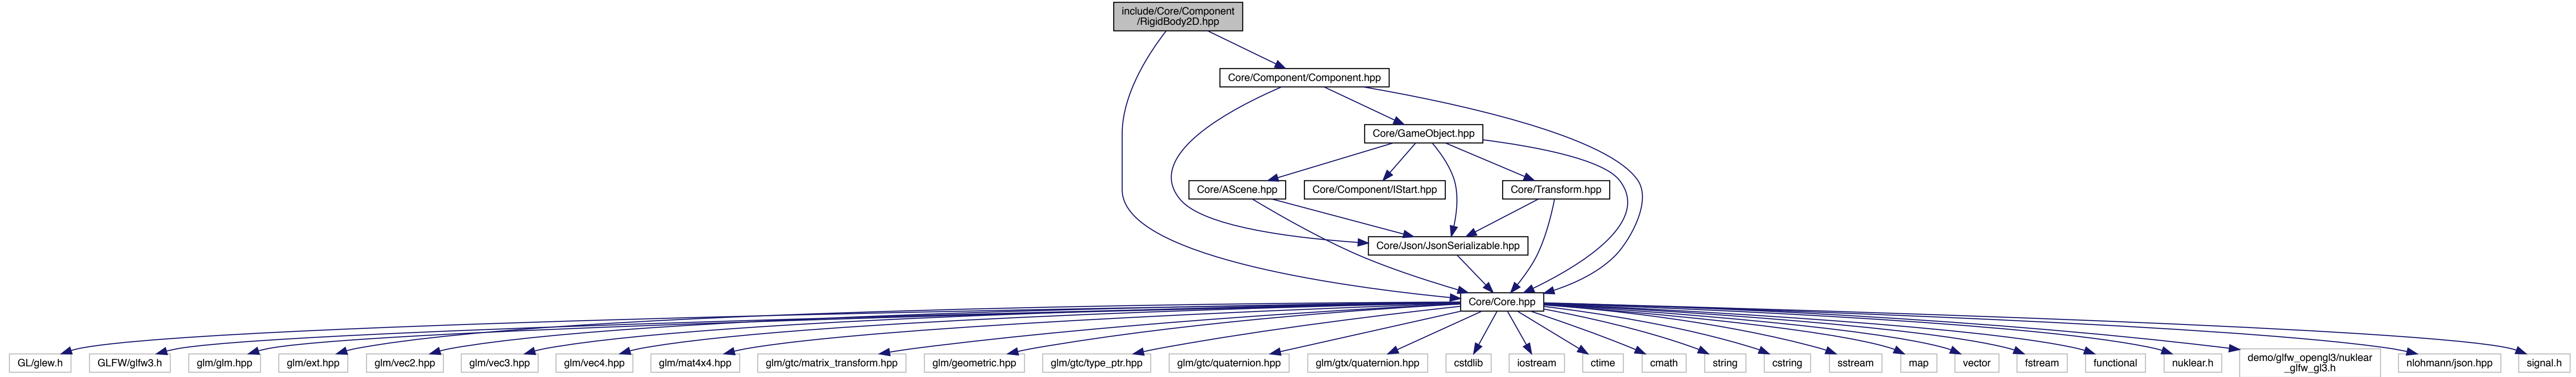 include/Core/Component
/RigidBody2D.hpp
Core/Component/Component.hpp
Core/GameObject.hpp
Core/AScene.hpp
Core/Component/IStart.hpp
Core/Transform.hpp
Core/Json/JsonSerializable.hpp
Core/Core.hpp
GL/glew.h
GLFW/glfw3.h
glm/glm.hpp
glm/ext.hpp
glm/vec2.hpp
glm/vec3.hpp
glm/vec4.hpp
glm/mat4x4.hpp
glm/gtc/matrix_transform.hpp
glm/geometric.hpp
glm/gtc/type_ptr.hpp
glm/gtc/quaternion.hpp
glm/gtx/quaternion.hpp
cstdlib
iostream
ctime
cmath
string
cstring
sstream
map
vector
fstream
functional
nuklear.h
demo/glfw_opengl3/nuklear
_glfw_gl3.h
nlohmann/json.hpp
signal.h